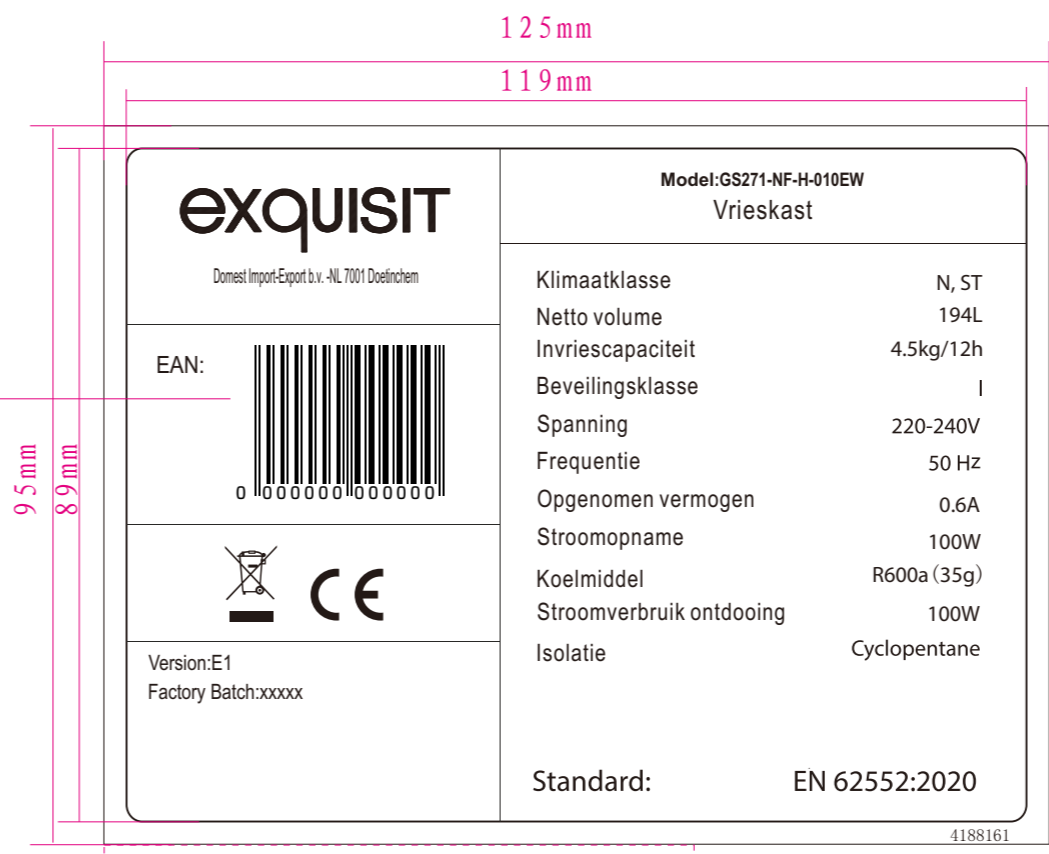 125mm
119mm
95mm
89mm
exquisit
Domest Import-Export b.v. -NL 7001 Doetinchem
EAN:
0 000000 000000
CE
Version:E1
Factory Batch:xxxxx
Model:GS271-NF-H-010EW
Vrieskast
Klimaatklasse N, ST
Netto volume 194L
Invriescapaciteit 4.5kg/12h
Beveilingsklasse I
Spanning 220-240V
Frequentie 50 Hz
Opgenomen vermogen 0.6A
Stroomopname 100W
Koelmiddel R600a(35g)
Stroomverbruik ontdooing 100W
Isolatie Cyclopentane
Standard: EN 62552:2020
4188161